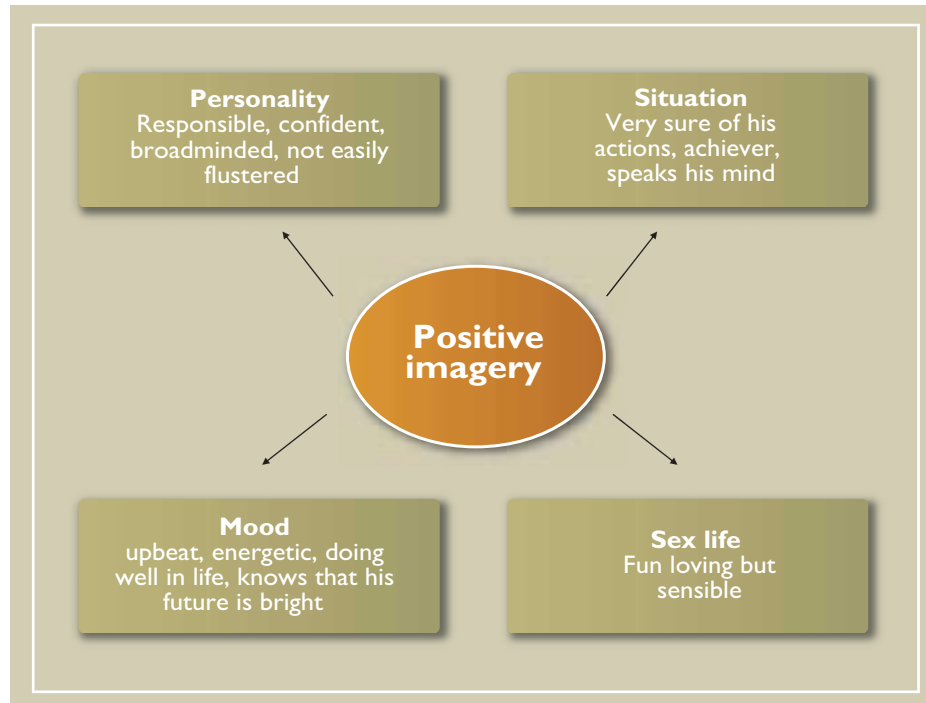 Personality
Responsible, confident,
broadminded, not easily
flustered
Situation
Very sure of his
actions, achiever,
speaks his mind
Positive
imagery
Mood
upbeat, energetic, doing
well in life, knows that his
future is bright
Sex life
Fun loving but
sensible